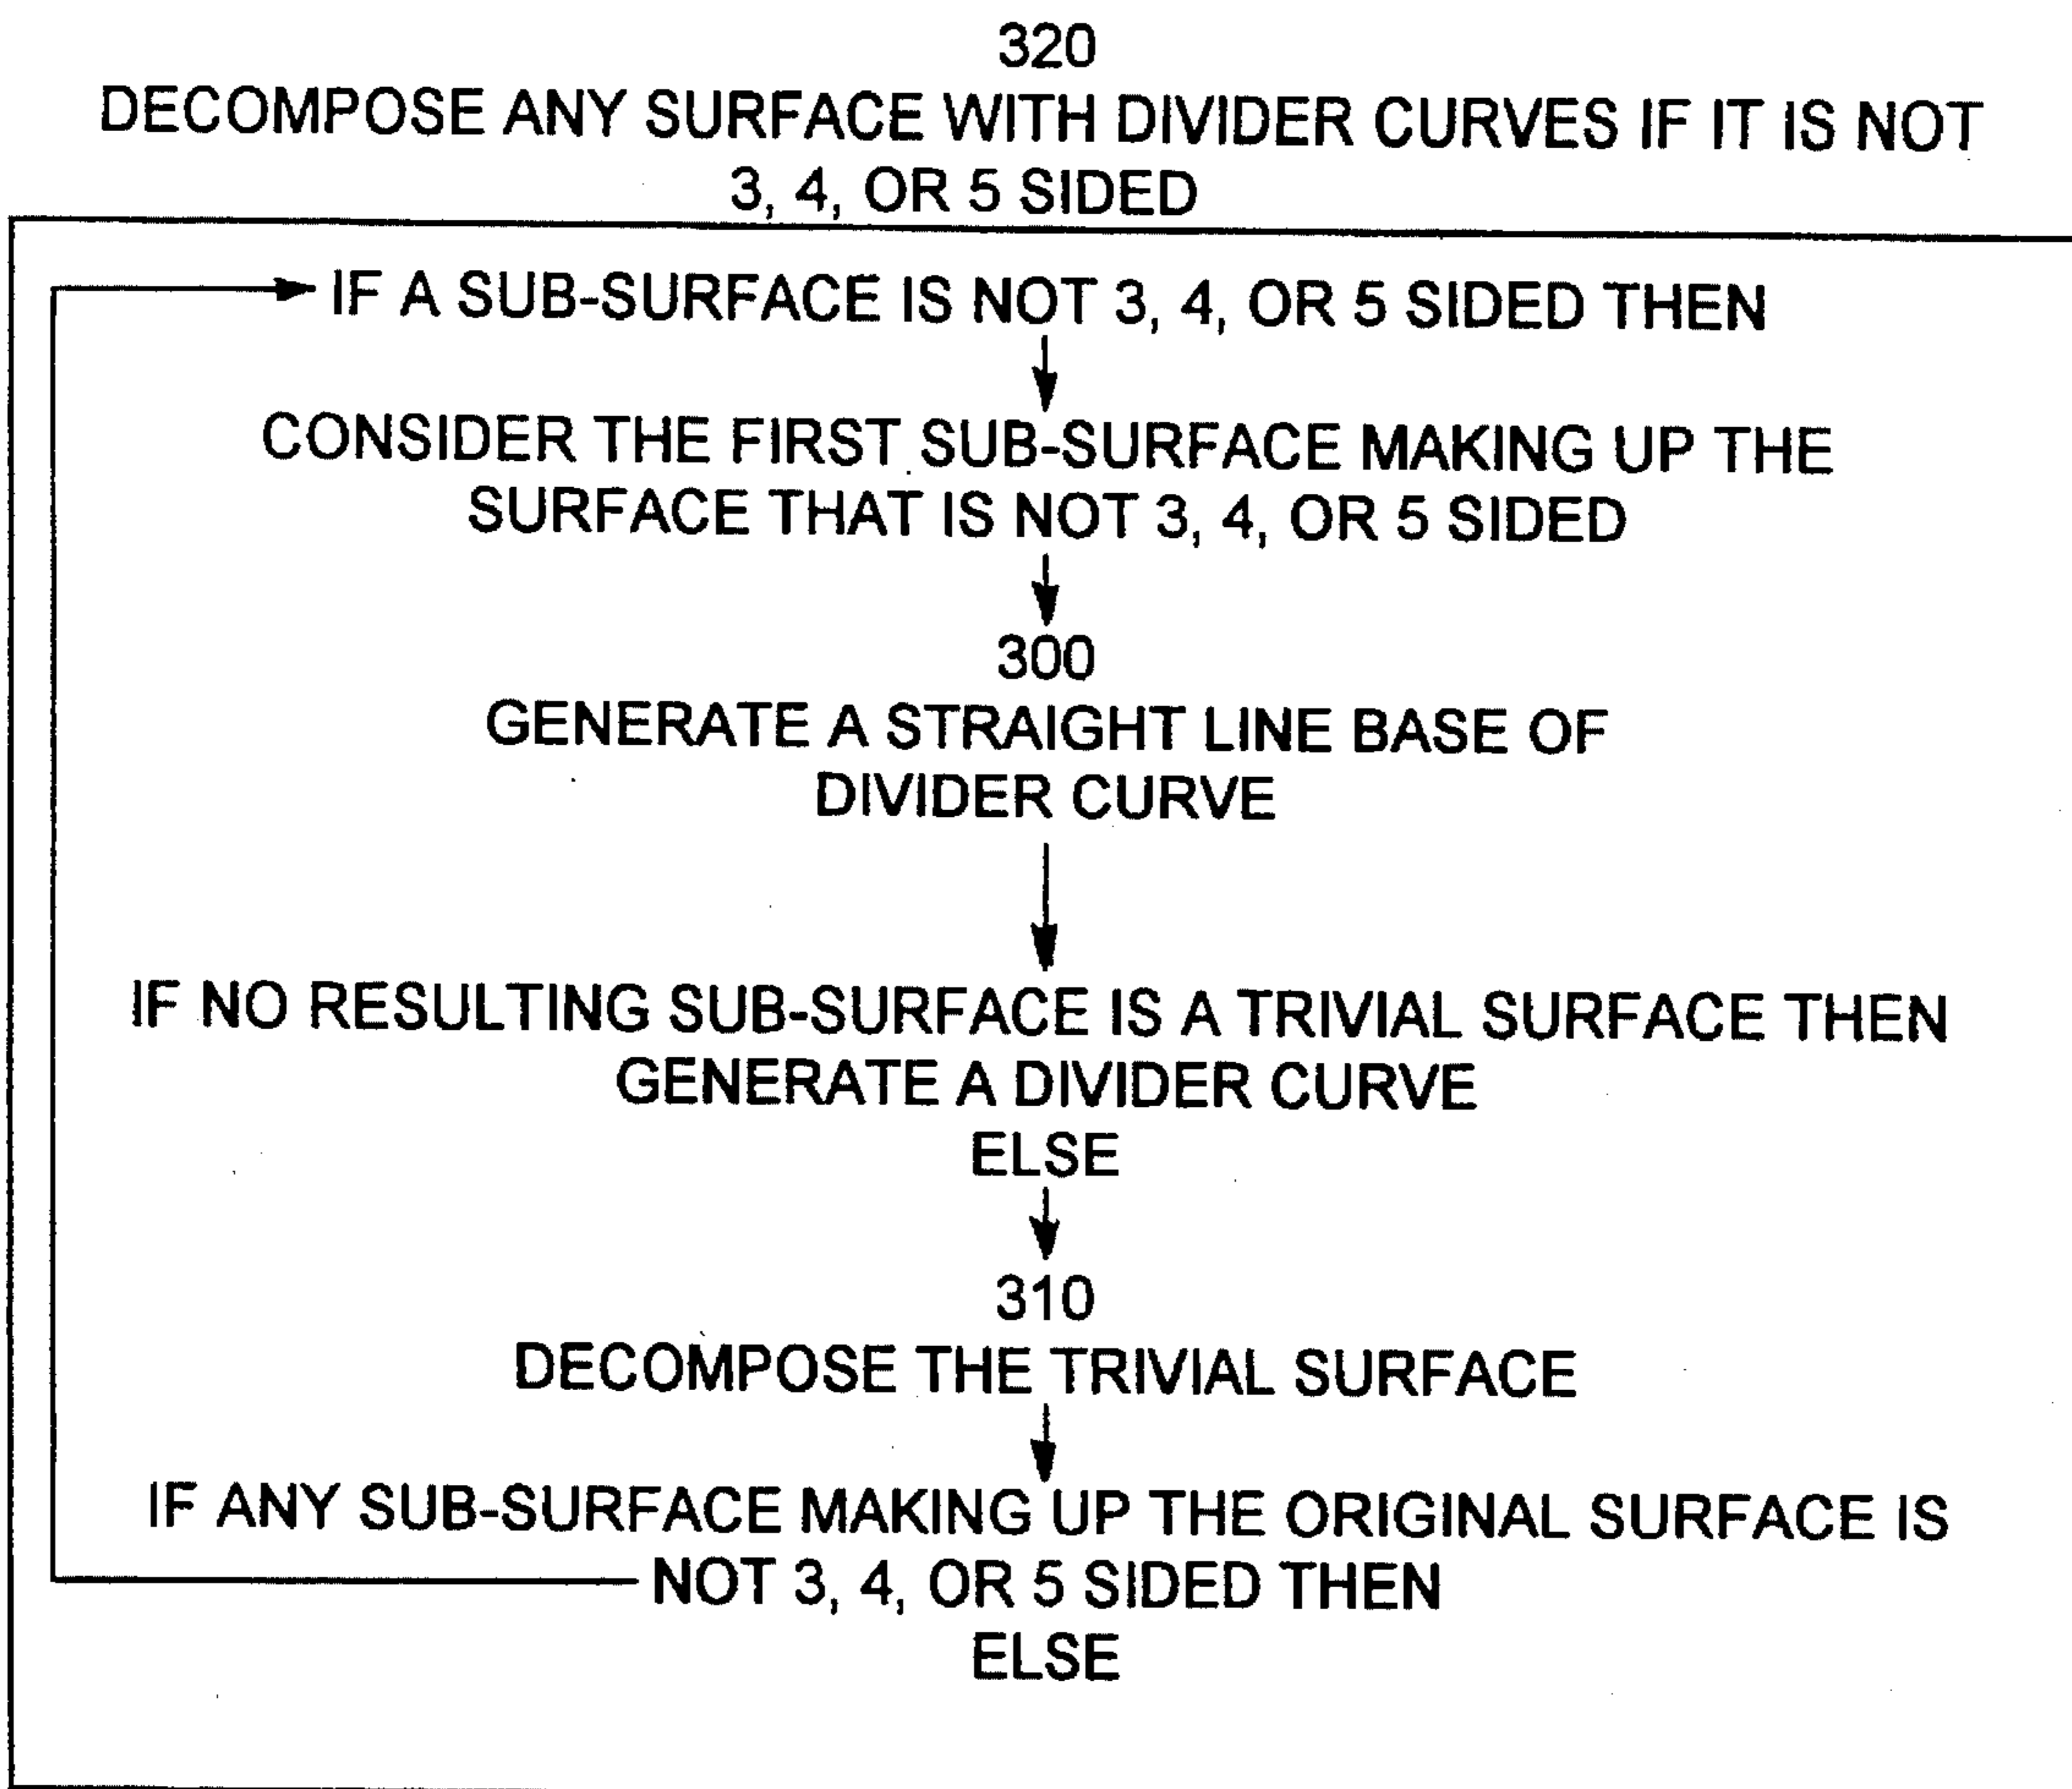 320
DECOMPOSE ANY SURFACE WITH DIVIDER CURVES IF IT IS NOT
3, 4, OR 5 SIDED
IF A SUB-SURFACE IS NOT 3, 4, OR 5 SIDED THEN
CONSIDER THE FIRST SUB-SURFACE MAKING UP THE
SURFACE THAT IS NOT 3, 4, OR 5 SIDED
300
GENERATE A STRAIGHT LINE BASE OF
DIVIDER CURVE
IF NO RESULTING SUB-SURFACE IS A TRIVIAL SURFACE THEN
GENERATE A DIVIDER CURVE
ELSE
310
DECOMPOSE THE TRIVIAL SURFACE
IF ANY SUB-SURFACE MAKING UP THE ORIGINAL SURFACE IS
NOT 3, 4, OR 5 SIDED THEN
ELSE